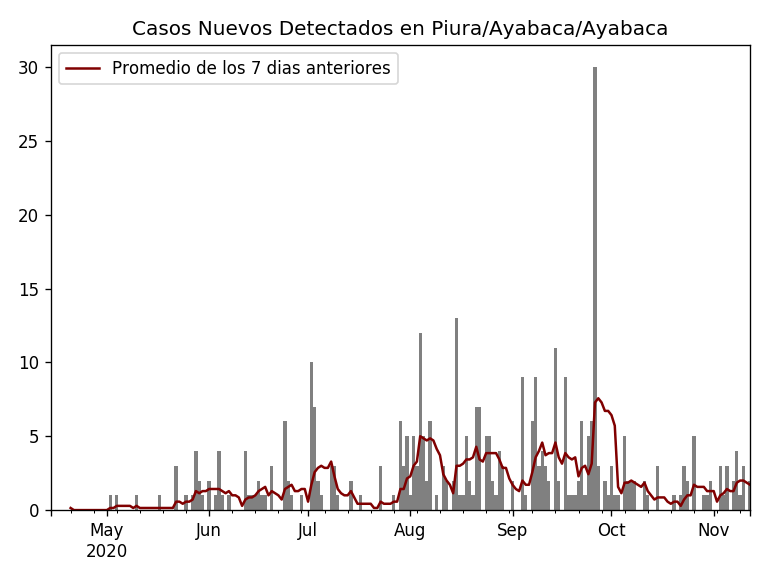 Casos Nuevos Detectados en Piura/Ayabaca/Ayabaca
Promedio de los 7 dias anteriores
30
25
20
15
10
5
0
May Jun Jul Aug Sep Oct Nov
2020